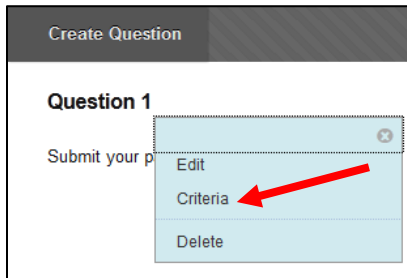 Create Question
Question 1
Submit your p
Edit
Criteria
Delete